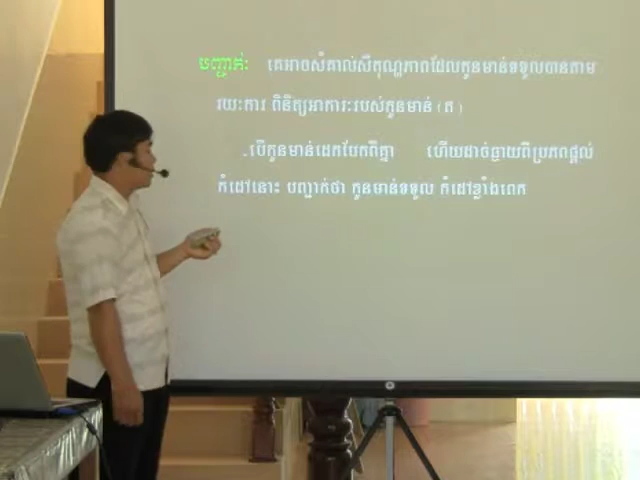 បញ្ជាក់: គេអាចសំគាល់សីតុណ្ហភាពដែលកូនមាន់ទទួលបានតាម
រយ:ការ ពិនិត្យអាការ:របស់កូនមាន់ (ត)
-បើកូនមាន់ដេកបែកពីគ្នា ហើយដាច់ឆ្ងាយពីប្រភពផ្តល់
កំដៅនោះ បញ្ជាក់ថា កូនមាន់ទទួល កំដៅខ្លាំងពេក